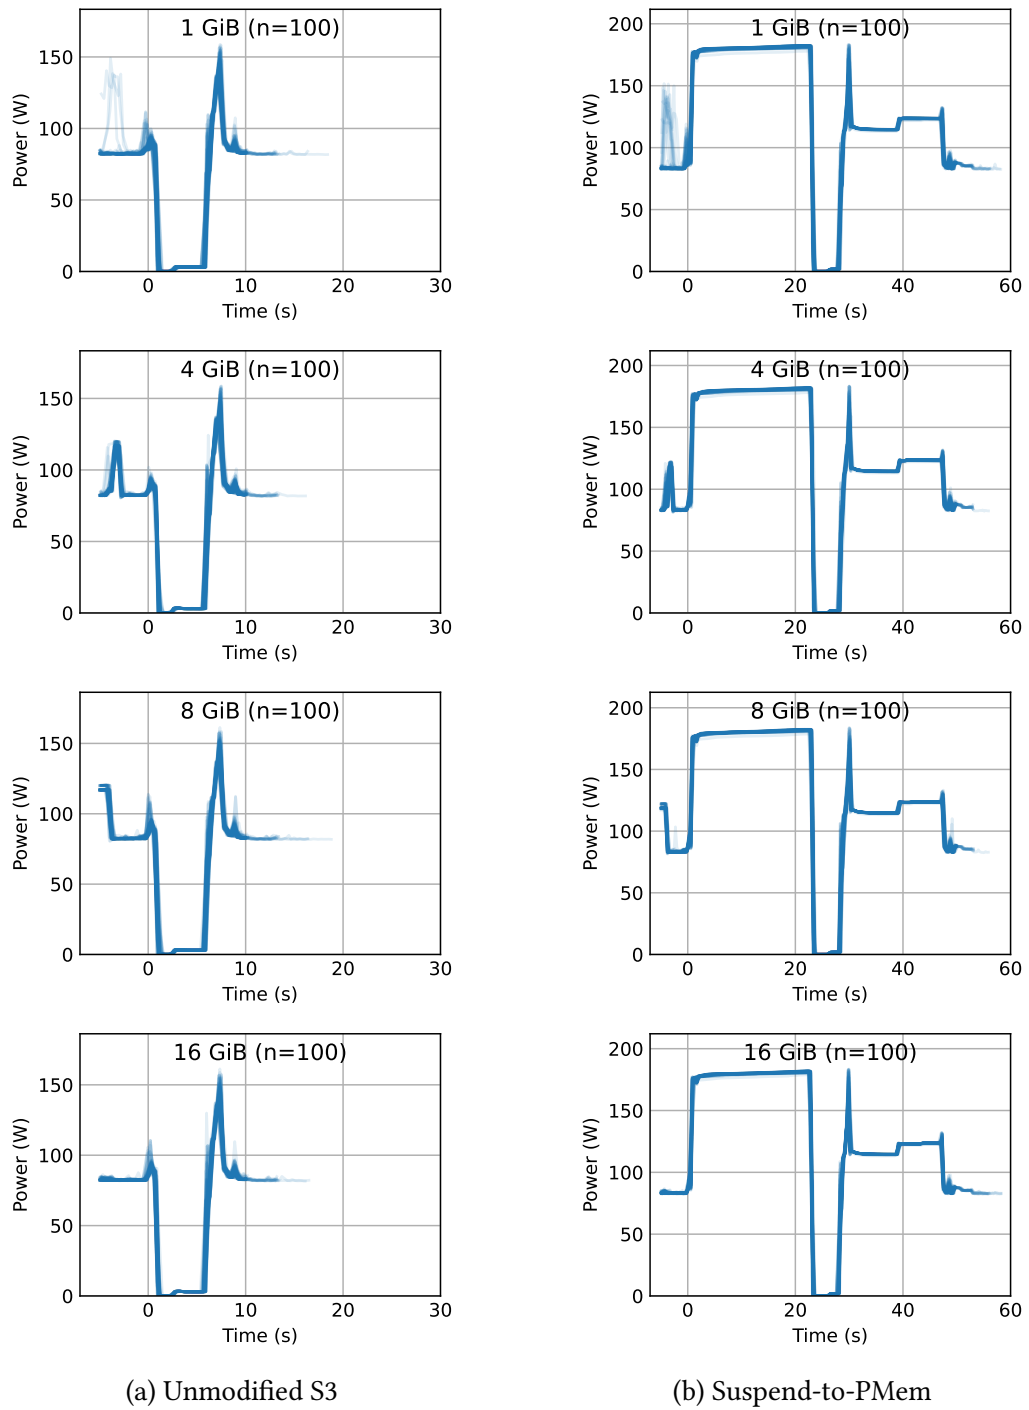 1 GiB (n=100)
Power (W)
150
100
50
0
0 10 20 30
Time (s)
1 GiB (n=100)
Power (W)
200
150
100
50
0
0 20 40 60
Time (s)
4 GiB (n=100)
Power (W)
150
100
50
0
0 10 20 30
Time (s)
4 GiB (n=100)
Power (W)
200
150
100
50
0
0 20 40 60
Time (s)
8 GiB (n=100)
Power (W)
150
100
50
0
0 10 20 30
Time (s)
8 GiB (n=100)
Power (W)
200
150
100
50
0
0 20 40 60
Time (s)
16 GiB (n=100)
Power (W)
150
100
50
0
0 10 20 30
Time (s)
16 GiB (n=100)
Power (W)
200
150
100
50
0
0 20 40 60
Time (s)
(a) Unmodified S3
(b) Suspend-to-PMem